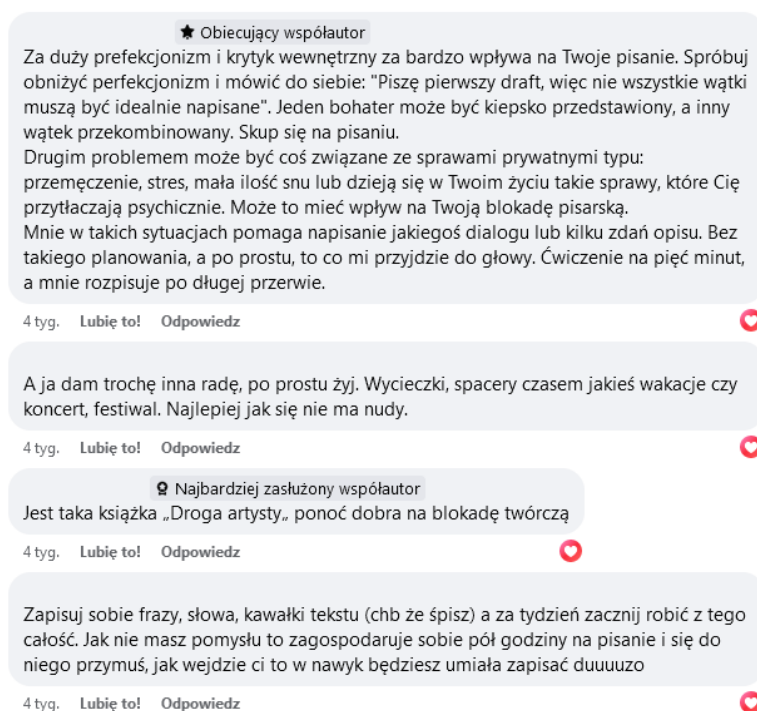 Obiecujący współautor
Za duży prefekcjonizm i krytyk wewnętrzny za bardzo wpływa na Twoje pisanie. Spróbuj
obniżyć perfekcjonizm i mówić do siebie: "Piszę pierwszy draft, więc nie wszystkie wątki
muszą być idealnie napisane". Jeden bohater może być kiepsko przedstawiony, a inny
wątek przekombinowany. Skup się na pisaniu.
Drugim problemem może być coś związane ze sprawami prywatnymi typu:
przemęczenie, stres, mała ilość snu lub dzieją się w Twoim życiu takie sprawy, które Cię
przytłaczają psychicznie. Może to mieć wpływ na Twoją blokadę pisarską.
Mnie w takich sytuacjach pomaga napisanie jakiegoś dialogu lub kilku zdań opisu. Bez
takiego planowania, a po prostu, to co mi przyjdzie do głowy. Ćwiczenie na pięć minut,
a mnie rozpisuje po długej przerwie.
4 tyg. Lubię to! Odpowiedz
A ja dam trochę inna radę, po prostu żyj. Wycieczki, spacery czasem jakieś wakacje czy
koncert, festiwal. Najlepiej jak się nie ma nudy.
4 tyg. Lubię to! Odpowiedz
Najbardziej zasłużony współautor
Jest taka książka „Droga artysty„ ponoć dobra na blokadę twórczą
4 tyg. Lubię to! Odpowiedz
Zapisuj sobie frazy, słowa, kawałki tekstu (chb że śpisz) a za tydzień zacznij robić z tego
całość. Jak nie masz pomysłu to zagospodaruje sobie pół godziny na pisanie i się do
niego przymuś, jak wejdzie ci to w nawyk będziesz umiała zapisać duuuuzo
4 tyg. Lubię to! Odpowiedz